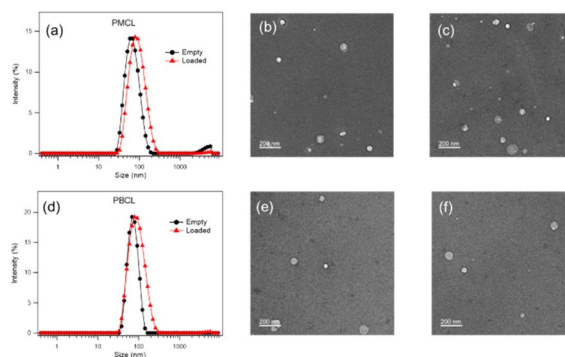 (a)
PMCL
Empty
Loaded
15
10
5
0
Intensity (%)
1 10 100 1000
Size (nm)
(b)
200 nm
(c)
200 nm
(d)
PBCL
Empty
Loaded
20
15
10
5
0
Intensity (%)
1 10 100 1000
Size (nm)
(e)
200 nm
(f)
200 nm